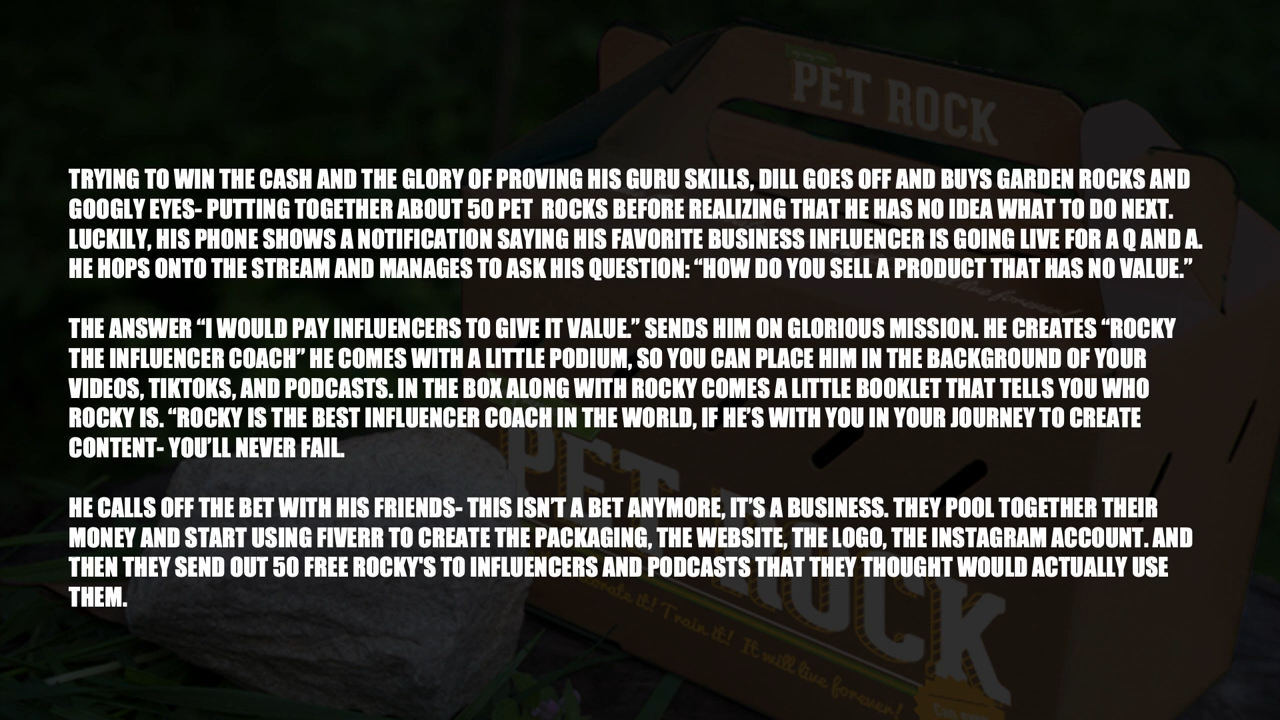 PET ROCK
TRYING TO WIN THE CASH AND THE GLORY OF PROVING HIS GURU SKILLS, DILL GOES OFF AND BUYS GARDEN ROCKS AND
GOOGLY EYES- PUTTING TOGETHER ABOUT 50 PET ROCKS BEFORE REALIZING THAT HE HAS NO IDEA WHAT TO DO NEXT.
LUCKILY, HIS PHONE SHOWS A NOTIFICATION SAYING HIS FAVORITE BUSINESS INFLUENCER IS GOING LIVE FOR A Q AND A.
HE HOPS ONTO THE STREAM AND MANAGES TO ASK HIS QUESTION: “HOW DO YOU SELL A PRODUCT THAT HAS NO VALUE.”
live forever!
THE ANSWER “I WOULD PAY INFLUENCERS TO GIVE IT VALUE.” SENDS HIM ON GLORIOUS MISSION. HE CREATES “ROCKY
THE INFLUENCER COACH” HE COMES WITH A LITTLE PODIUM, SO YOU CAN PLACE HIM IN THE BACKGROUND OF YOUR
VIDEOS, TIKTOKS, AND PODCASTS. IN THE BOX ALONG WITH ROCKY COMES A LITTLE BOOKLET THAT TELLS YOU WHO
ROCKY IS. “ROCKY IS THE BEST INFLUENCER COACH IN THE WORLD, IF HE’S WITH YOU IN YOUR JOURNEY TO CREATE
CONTENT- YOU’LL NEVER FAIL.
PET ROCK
HE CALLS OFF THE BET WITH HIS FRIENDS- THIS ISN’T A BET ANYMORE, IT’S A BUSINESS. THEY POOL TOGETHER THEIR
MONEY AND START USING FIVERR TO CREATE THE PACKAGING, THE WEBSITE, THE LOGO, THE INSTAGRAM ACCOUNT. AND
THEN THEY SEND OUT 50 FREE ROCKY'S TO INFLUENCERS AND PODCASTS THAT THEY THOUGHT WOULD ACTUALLY USE
THEM.
it! Train it! It will live forever!